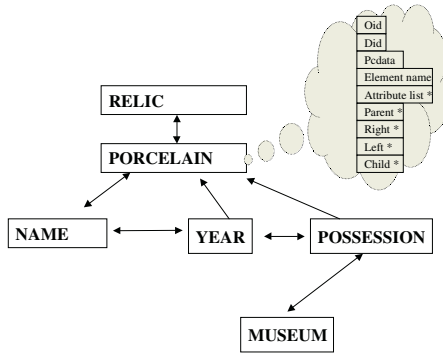 Oid
Did
Pcdata
Element name
Attribute list *
Parent *
Right *
Left *
Child *
RELIC
PORCELAIN
NAME
YEAR
POSSESSION
MUSEUM